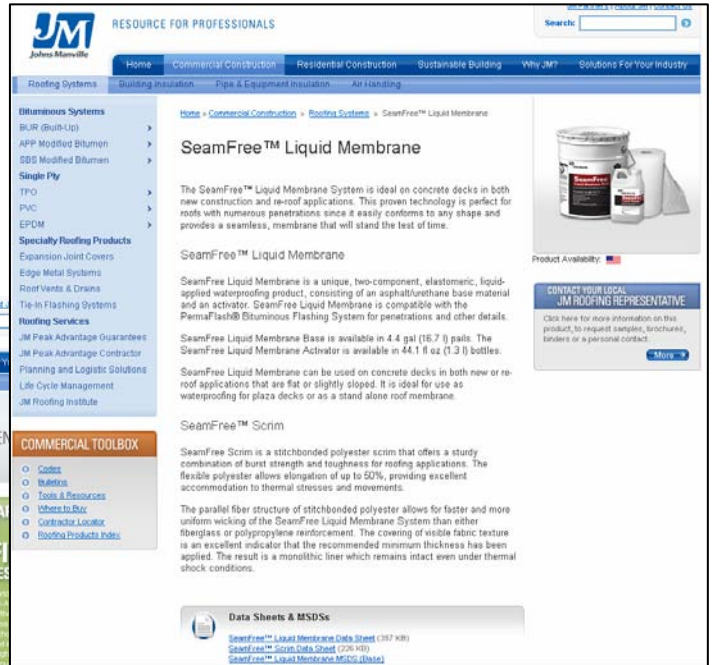 JM
Johns Manville
RESOURCE FOR PROFESSIONALS
JM Partners | About JM | Contact Us
Search:
Home Commercial Construction Residential Construction Sustainable Building Why JM? Solutions For Your Industry
Roofing Systems Building Insulation Pipe & Equipment Insulation Air Handling
Bituminous Systems
BUR (Built-Up)
APP Modified Bitumen
SBS Modified Bitumen
Single Ply
TPO
PVC
EPDM
Specialty Roofing Products
Expansion Joint Covers
Edge Metal Systems
Roof Vents & Drains
Tie-In Flashing Systems
Roofing Services
JM Peak Advantage Guarantees
JM Peak Advantage Contractor
Planning and Logistic Solutions
Life Cycle Management
JM Roofing Institute
COMMERCIAL TOOLBOX
Codes
Bulletins
Tools & Resources
Where to Buy
Contractor Locator
Roofing Products Index
Home » Commercial Construction » Roofing Systems » SeamFree™ Liquid Membrane
SeamFree™ Liquid Membrane
The SeamFree™ Liquid Membrane System is ideal on concrete decks in both
new construction and re-roof applications. This proven technology is perfect for
roofs with numerous penetrations since it easily conforms to any shape and
provides a seamless, membrane that will stand the test of time.
SeamFree™ Liquid Membrane
SeamFree Liquid Membrane is a unique, two-component, elastomeric, liquid-
applied waterproofing product, consisting of an asphalt/urethane base material
and an activator. SeamFree Liquid Membrane is compatible with the
PermaFlash® Bituminous Flashing System for penetrations and other details.
SeamFree Liquid Membrane Base is available in 4.4 gal (16.7 l) pails. The
SeamFree Liquid Membrane Activator is available in 44.1 fl oz (1.3 l) bottles.
SeamFree Liquid Membrane can be used on concrete decks in both new or re-
roof applications that are flat or slightly sloped. It is ideal for use as
waterproofing for plaza decks or as a stand alone roof membrane.
SeamFree™ Scrim
SeamFree Scrim is a stitchbonded polyester scrim that offers a sturdy
combination of burst strength and toughness for roofing applications. The
flexible polyester allows elongation of up to 50%, providing excellent
accommodation to thermal stresses and movements.
The parallel fiber structure of stitchbonded polyester allows for faster and more
uniform wicking of the SeamFree Liquid Membrane System than either
fiberglass or polypropylene reinforcement. The covering of visible fabric texture
is an excellent indicator that the recommended minimum thickness has been
applied. The result is a monolithic liner which remains intact even under thermal
shock conditions.
Data Sheets & MSDSs
SeamFree™ Liquid Membrane Data Sheet (357 KB)
SeamFree™ Scrim Data Sheet (226 KB)
SeamFree™ Liquid Membrane MSDS (Base)
SeamFree
Product Availability:
CONTACT YOUR LOCAL
JM ROOFING REPRESENTATIVE
Click here for more information on this
product, to request samples, brochures,
binders or a personal contact.
More